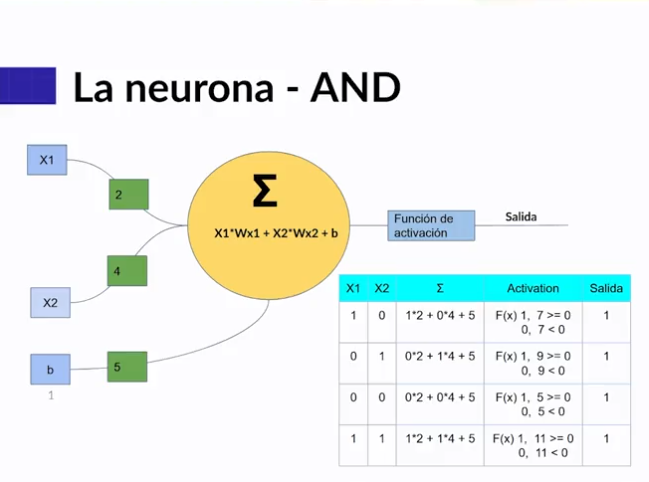 La neurona - AND
X1
2
Σ
X1*Wx1 + X2*Wx2 + b
Función de
activación
Salida
4
X2
b
5
1
X1 X2 Σ Activation Salida
1 0 1*2 + 0*4 + 5 F(x) 1, 7 >= 0 1
0, 7 < 0
0 1 0*2 + 1*4 + 5 F(x) 1, 9 >= 0 1
0, 9 < 0
0 0 0*2 + 0*4 + 5 F(x) 1, 5 >= 0 1
0, 5 < 0
1 1 1*2 + 1*4 + 5 F(x) 1, 11 >= 0 1
0, 11 < 0